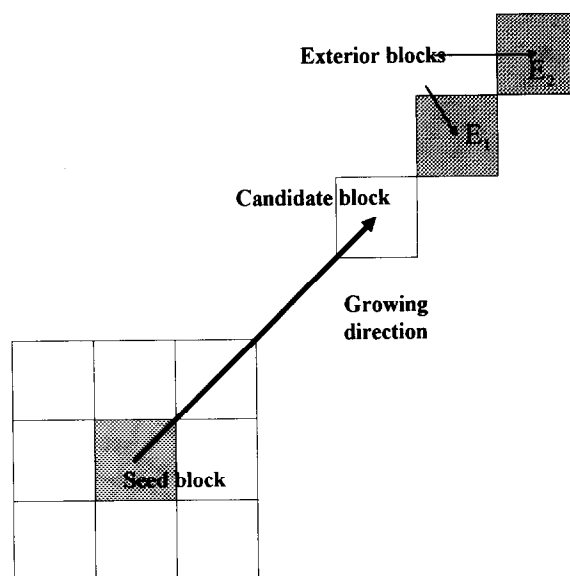 Exterior blocks
E2
E1
Candidate block
Growing
direction
Seed block